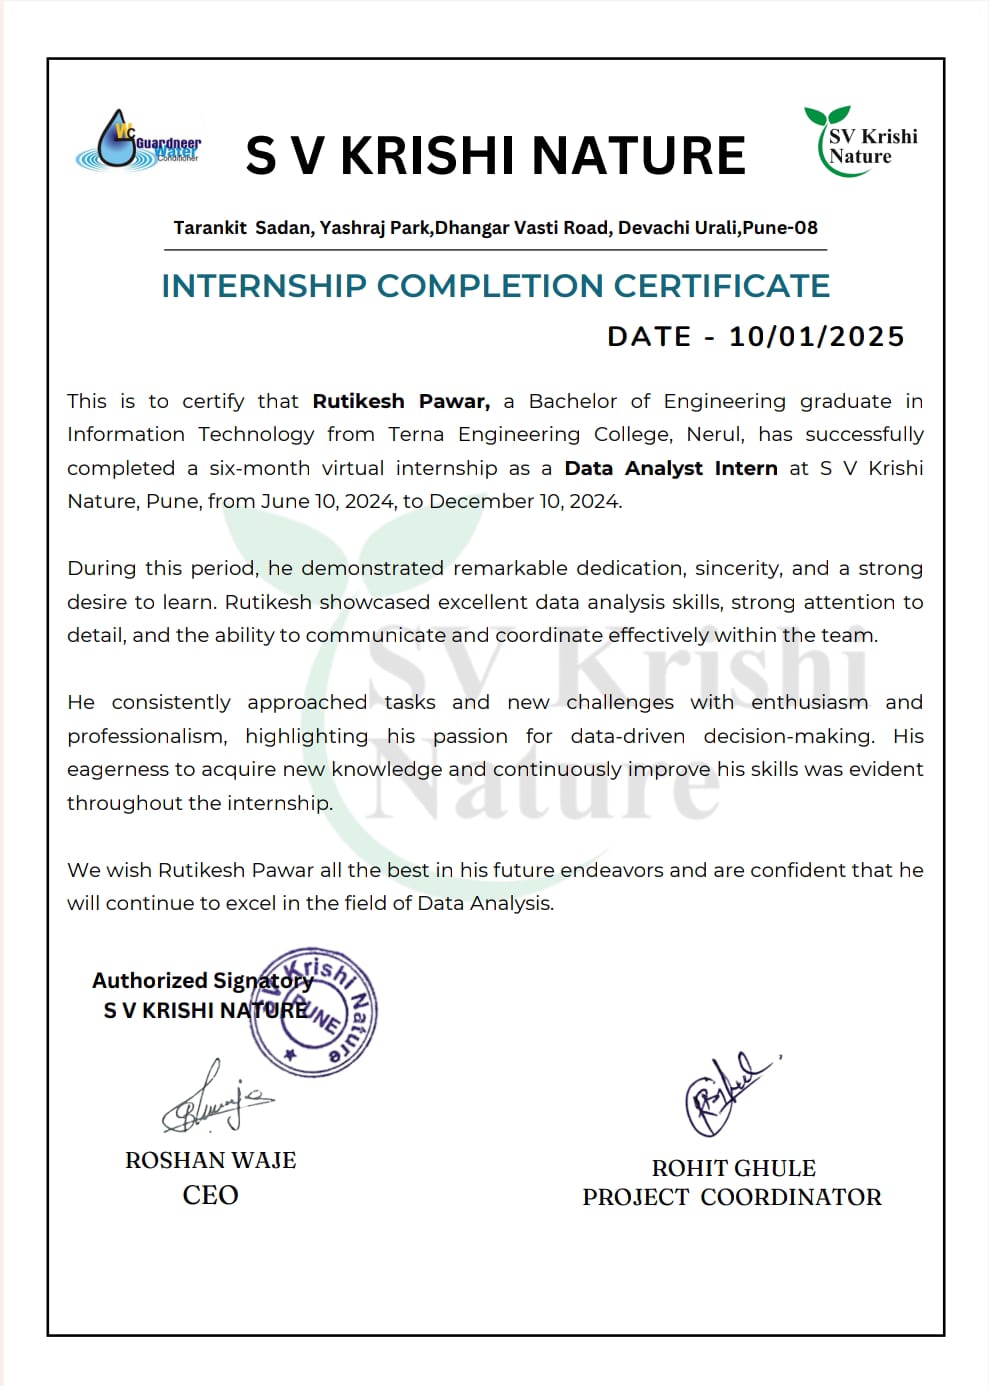 WC
Guardneer
Water
Conditioner
S V KRISHI NATURE
SV Krishi
Nature
Tarankit Sadan, Yashraj Park,Dhangar Vasti Road, Devachi Urali,Pune-08
INTERNSHIP COMPLETION CERTIFICATE
DATE - 10/01/2025
This is to certify that Rutikesh Pawar, a Bachelor of Engineering graduate in
Information Technology from Terna Engineering College, Nerul, has successfully
completed a six-month virtual internship as a Data Analyst Intern at S V Krishi
Nature, Pune, from June 10, 2024, to December 10, 2024.
During this period, he demonstrated remarkable dedication, sincerity, and a strong
desire to learn. Rutikesh showcased excellent data analysis skills, strong attention to
detail, and the ability to communicate and coordinate effectively within the team.
He consistently approached tasks and new challenges with enthusiasm and
professionalism, highlighting his passion for data-driven decision-making. His
eagerness to acquire new knowledge and continuously improve his skills was evident
throughout the internship.
SV Krishi
Nature
We wish Rutikesh Pawar all the best in his future endeavors and are confident that he
will continue to excel in the field of Data Analysis.
Authorized Signatory
S V KRISHI NATURE
SV Krishi Nature
PUNE
ROSHAN WAJE
CEO
ROHIT GHULE
PROJECT COORDINATOR